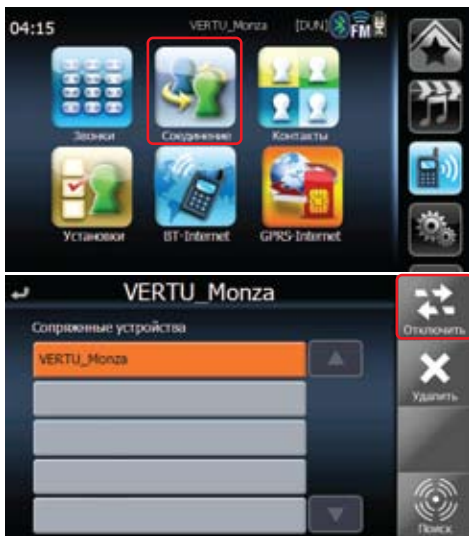 04:15 VERTU_Monza [DUN] FM
Звонки Соединение Контакты
Установки BT-Internet GPRS-Internet
VERTU_Monza
Сопряженные устройства
VERTU_Monza
Отключить
Удалить
Поиск